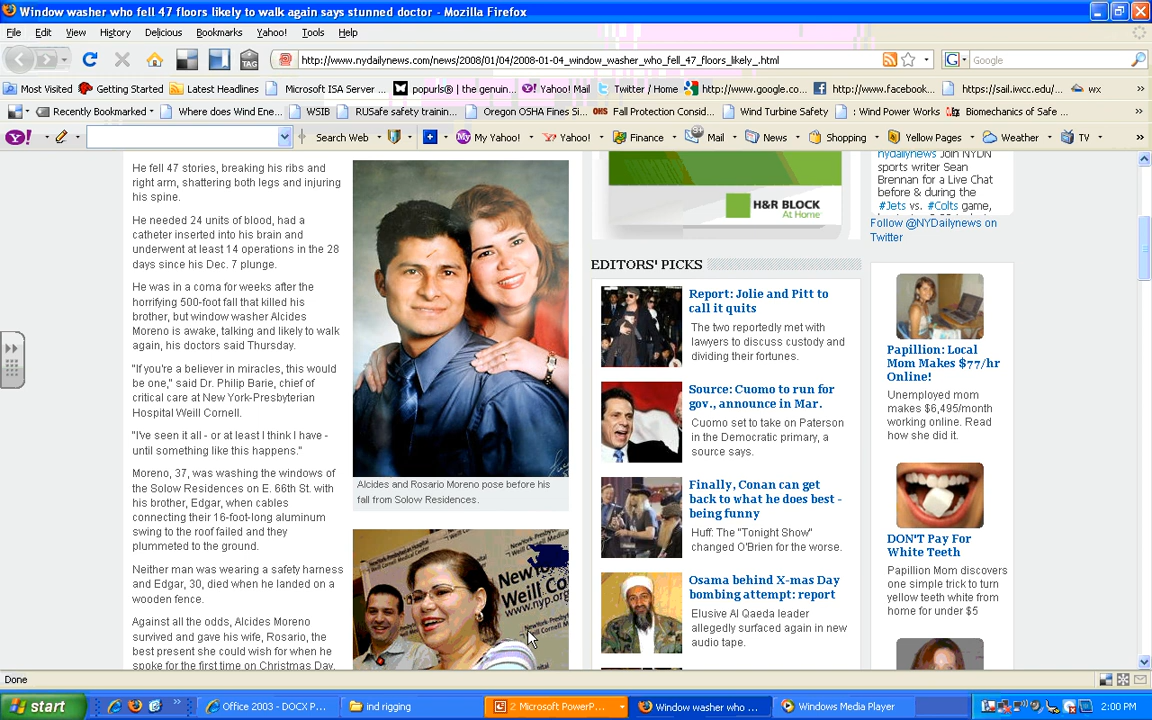 Window washer who fell 47 floors likely to walk again says stunned doctor - Mozilla Firefox
File Edit View History Delicious Bookmarks Yahoo! Tools Help
TAG
http://www.nydailynews.com/news/2008/01/04/2008-01-04_window_washer_who_fell_47_floors_likely_.html
G Google
Most Visited Getting Started Latest Headlines Microsoft ISA Server ... popurls® | the genuin... Yahoo! Mail Twitter / Home http://www.google.co... http://www.facebook... https://sail.iwcc.edu/... wx »
Recently Bookmarked Where does Wind Ene... WSIB RUSafe safety trainin... Oregon OSHA Fines Si... Fall Protection Consid... Wind Turbine Safety : Wind Power Works Biomechanics of Safe ... »
Y! Search Web My Yahoo! Yahoo! Finance Mail News Shopping Yellow Pages Weather TV »
He fell 47 stories, breaking his ribs and
right arm, shattering both legs and injuring
his spine.
He needed 24 units of blood, had a
catheter inserted into his brain and
underwent at least 14 operations in the 28
days since his Dec. 7 plunge.
He was in a coma for weeks after the
horrifying 500-foot fall that killed his
brother, but window washer Alcides
Moreno is awake, talking and likely to walk
again, his doctors said Thursday.
"If you're a believer in miracles, this would
be one," said Dr. Philip Barie, chief of
critical care at New York-Presbyterian
Hospital Weill Cornell.
"I've seen it all - or at least I think I have -
until something like this happens."
Moreno, 37, was washing the windows of
the Solow Residences on E. 66th St. with
his brother, Edgar, when cables
connecting their 16-foot-long aluminum
swing to the roof failed and they
plummeted to the ground.
Neither man was wearing a safety harness
and Edgar, 30, died when he landed on a
wooden fence.
Against all the odds, Alcides Moreno
survived and gave his wife, Rosario, the
best present she could wish for when he
spoke for the first time on Christmas Day.
Alcides and Rosario Moreno pose before his
fall from Solow Residences.
NewYork-Presbyterian
Weill Cornell Medical Center
New
Weill Co
www.nyp.org
H&R BLOCK
At Home
EDITORS' PICKS
Report: Jolie and Pitt to
call it quits
The two reportedly met with
lawyers to discuss custody and
dividing their fortunes.
Source: Cuomo to run for
gov., announce in Mar.
Cuomo set to take on Paterson
in the Democratic primary, a
source says.
Finally, Conan can get
back to what he does best -
being funny
Huff: The "Tonight Show"
changed O'Brien for the worse.
Osama behind X-mas Day
bombing attempt: report
Elusive Al Qaeda leader
allegedly surfaced again in new
audio tape.
nydailynews Join NYDN
sports writer Sean
Brennan for a Live Chat
before & during the
#Jets vs. #Colts game,
Follow @NYDailynews on
Twitter
Papillion: Local
Mom Makes $77/hr
Online!
Unemployed mom
makes $6,495/month
working online. Read
how she did it.
DON'T Pay For
White Teeth
Papillion Mom discovers
one simple trick to turn
yellow teeth white from
home for under $5
Done
start » Office 2003 - DOCX P... ind rigging 2 Microsoft PowerP... Window washer who ... Windows Media Player 2:00 PM